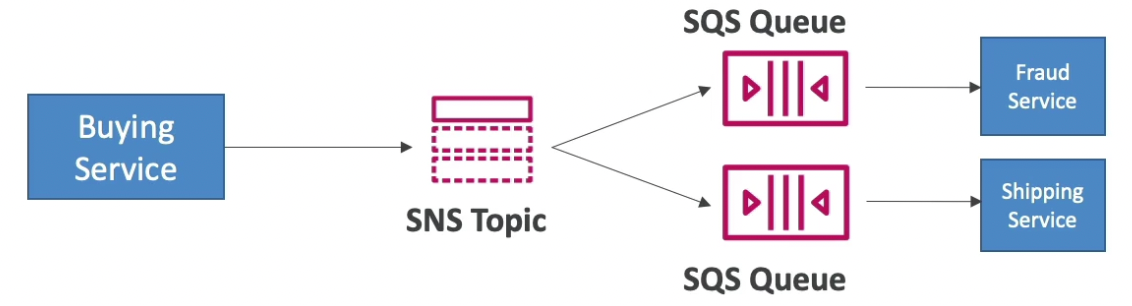 SQS Queue
Fraud
Service
Buying
Service
SNS Topic
Shipping
Service
SQS Queue